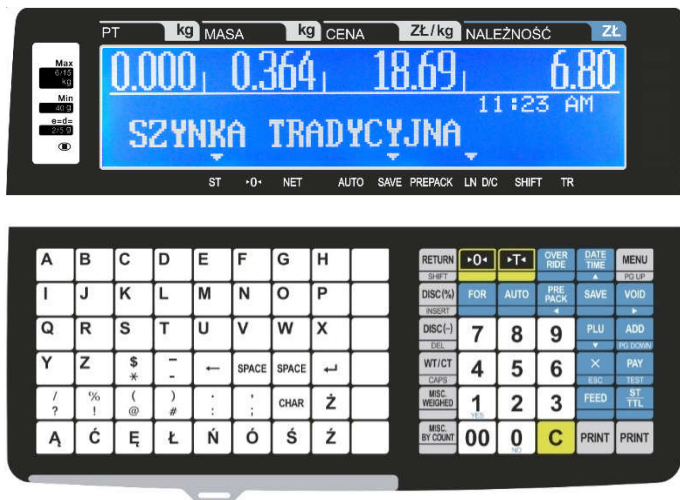 PT kg MASA kg CENA ZŁ/kg NALEŻNOŚĆ ZŁ
Max
6/15
kg
Min
40 g
e=d=
2/5 g
0.000 0.364 18.69 6.80
11:23 AM
SZYNKA TRADYCYJNA
ST ▸0◂ NET AUTO SAVE PREPACK LN D/C SHIFT TR
A B C D E F G H
I J K L M N O P
Q R S T U V W X
Y Z $ * – - ← SPACE SPACE ↵
/ ? % ! ( @ ) # . : , ; CHAR Ż
Ą Ć Ę Ł Ń Ó Ś Ź
RETURN ▸0◂ ▸T◂ OVER RIDE DATE TIME MENU
SHIFT ▲ PG UP
DISC(%) FOR AUTO PRE PACK SAVE VOID
INSERT ◀ ▶
DISC(-) 7 8 9 PLU ADD
DEL ▼ PG DOWN
WT/CT 4 5 6 × PAY
CAPS ESC TEST
MISC. WEIGHED 1 2 3 FEED ST TTL
YES
MISC. BY COUNT 00 0 C PRINT PRINT
NO